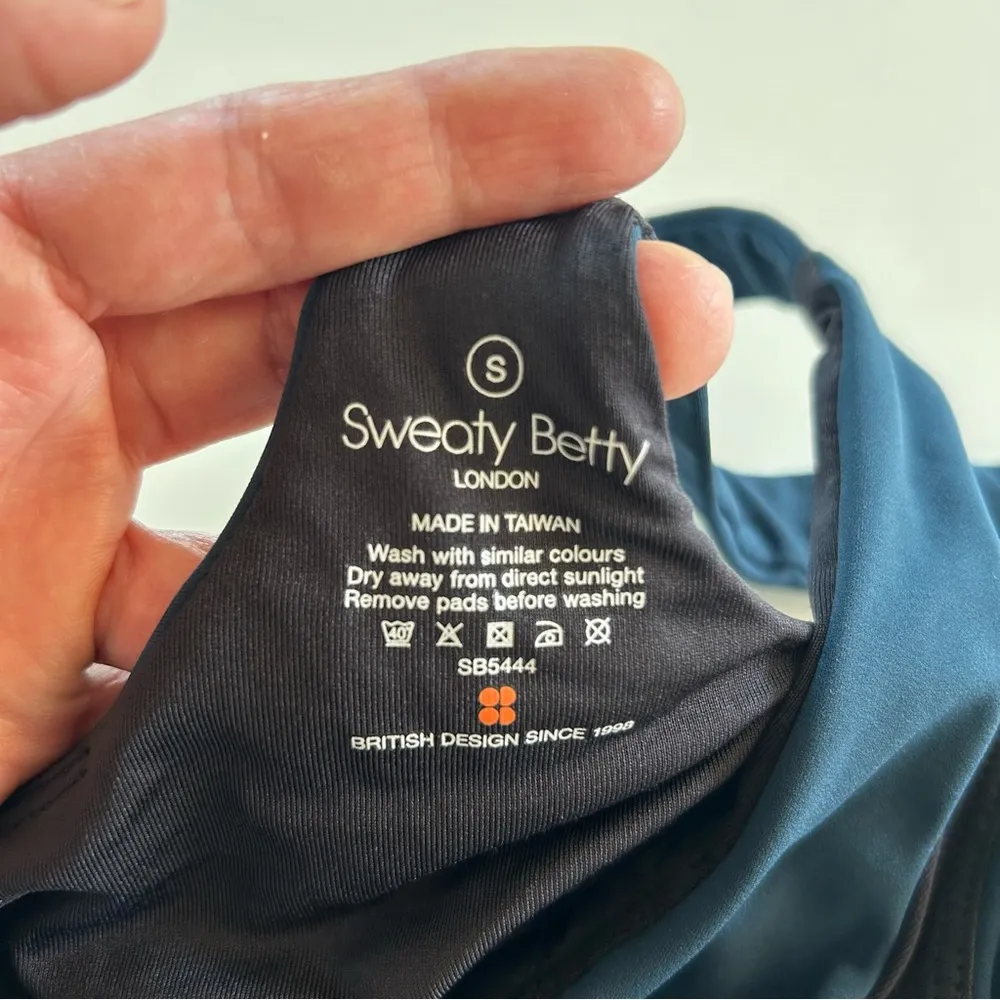 S
Sweaty Betty
LONDON
MADE IN TAIWAN
Wash with similar colours
Dry away from direct sunlight
Remove pads before washing
40
SB5444
BRITISH DESIGN SINCE 1998